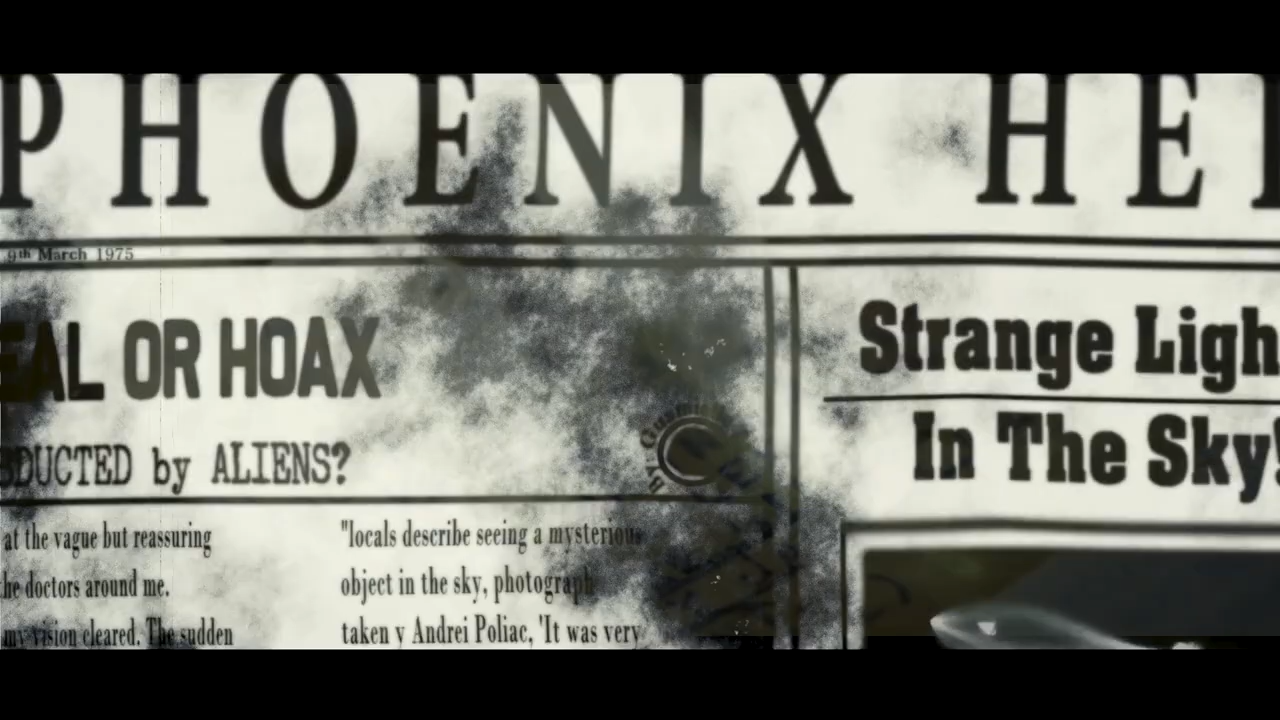 PHOENIX HE
9th March 1975
EAL OR HOAX
BDUCTED by ALIENS?
at the vague but reassuring
he doctors around me.
my vision cleared. The sudden
"locals describe seeing a mysterious
object in the sky, photograph
taken y Andrei Poliac, 'It was very
Strange Ligh
In The Sky!